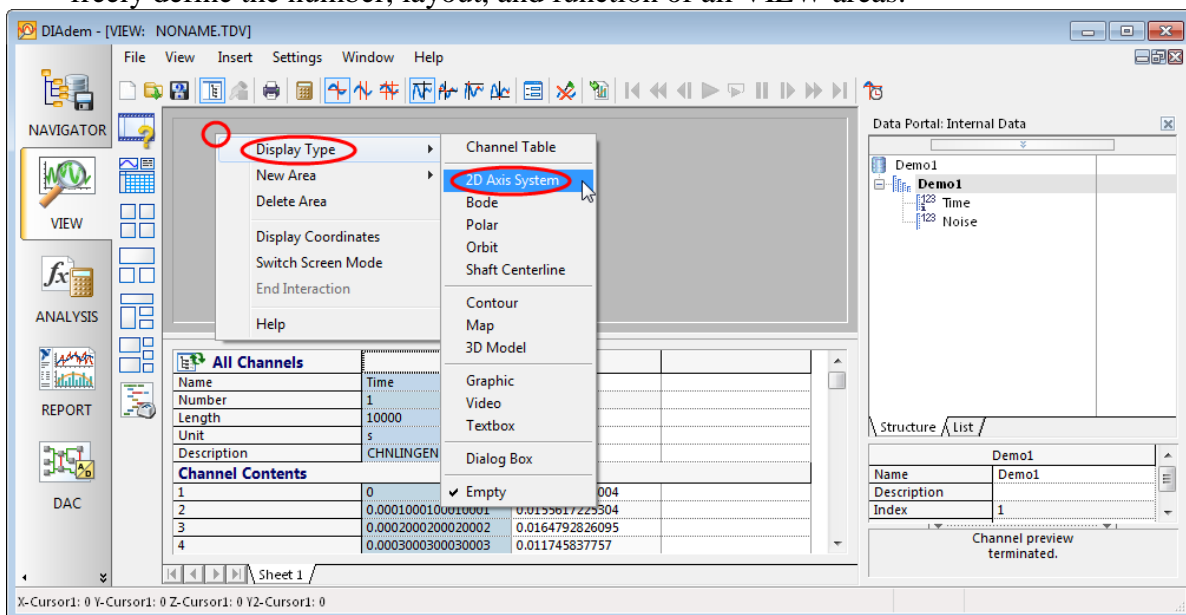 freely define the number, layout, and function of all VIEW areas.
DIAdem - [VIEW: NONAME.TDV]
File View Insert Settings Window Help
NAVIGATOR
VIEW
ANALYSIS
REPORT
DAC
Display Type
New Area
Delete Area
Display Coordinates
Switch Screen Mode
End Interaction
Help
Channel Table
2D Axis System
Bode
Polar
Orbit
Shaft Centerline
Contour
Map
3D Model
Graphic
Video
Textbox
Dialog Box
Empty
All Channels
Name Time
Number 1
Length 10000
Unit s
Description CHNLINGEN
Channel Contents
1 0 004
2 0.0001000100010001 0.0155617225304
3 0.0002000200020002 0.0164792826095
4 0.0003000300030003 0.011745837757
Sheet 1
Data Portal: Internal Data
Demo1
Demo1
Time
Noise
Structure List
Demo1
Name Demo1
Description
Index 1
Channel preview
terminated.
X-Cursor1: 0 Y-Cursor1: 0 Z-Cursor1: 0 Y2-Cursor1: 0